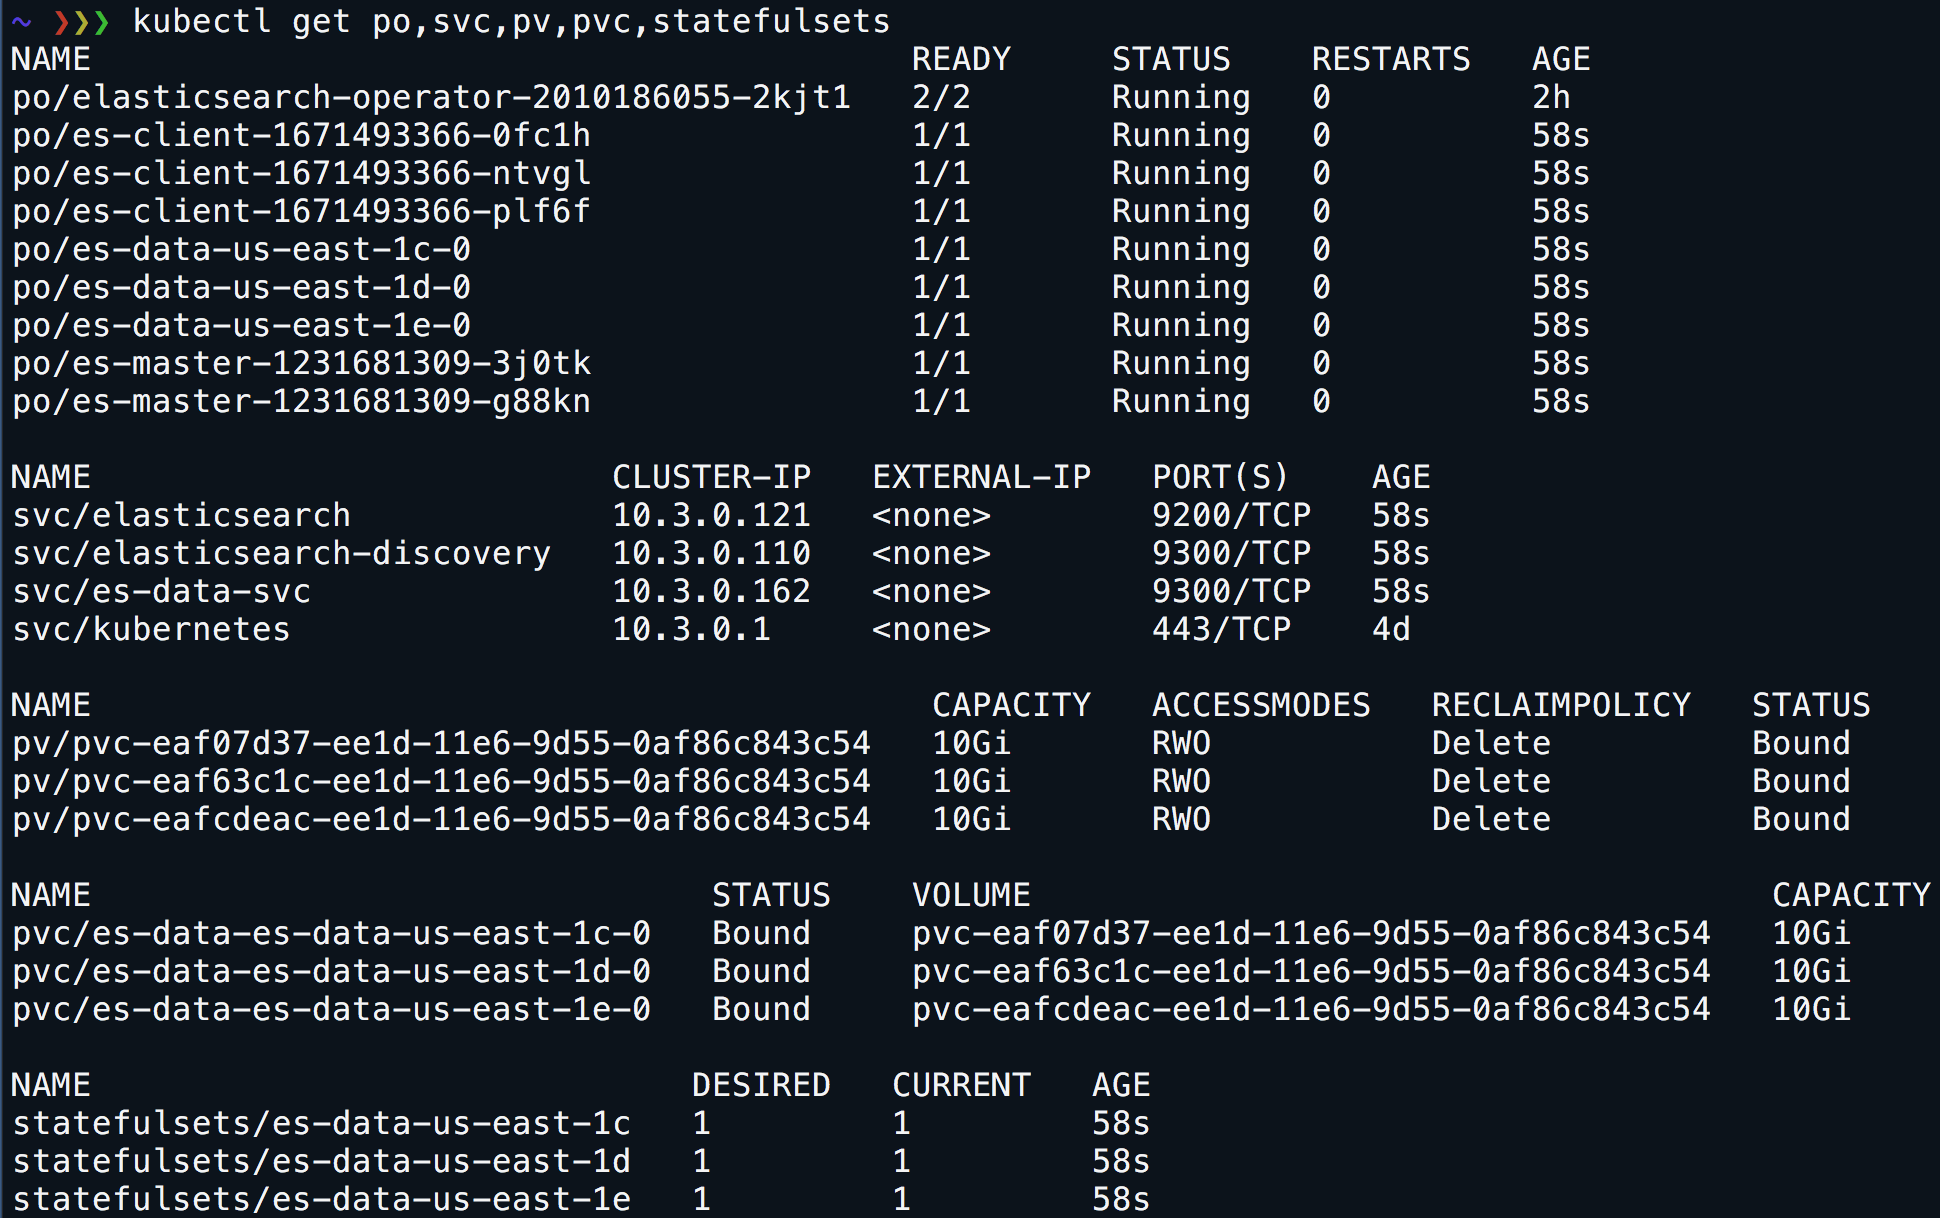 ~ ❯❯❯ kubectl get po,svc,pv,pvc,statefulsets
NAME                                         READY     STATUS    RESTARTS   AGE
po/elasticsearch-operator-2010186055-2kjt1   2/2       Running   0          2h
po/es-client-1671493366-0fc1h                1/1       Running   0          58s
po/es-client-1671493366-ntvgl                1/1       Running   0          58s
po/es-client-1671493366-plf6f                1/1       Running   0          58s
po/es-data-us-east-1c-0                      1/1       Running   0          58s
po/es-data-us-east-1d-0                      1/1       Running   0          58s
po/es-data-us-east-1e-0                      1/1       Running   0          58s
po/es-master-1231681309-3j0tk                1/1       Running   0          58s
po/es-master-1231681309-g88kn                1/1       Running   0          58s

NAME                          CLUSTER-IP   EXTERNAL-IP   PORT(S)    AGE
svc/elasticsearch             10.3.0.121   <none>        9200/TCP   58s
svc/elasticsearch-discovery   10.3.0.110   <none>        9300/TCP   58s
svc/es-data-svc               10.3.0.162   <none>        9300/TCP   58s
svc/kubernetes                10.3.0.1     <none>        443/TCP    4d

NAME                                          CAPACITY   ACCESSMODES   RECLAIMPOLICY   STATUS
pv/pvc-eaf07d37-ee1d-11e6-9d55-0af86c843c54   10Gi       RWO           Delete          Bound
pv/pvc-eaf63c1c-ee1d-11e6-9d55-0af86c843c54   10Gi       RWO           Delete          Bound
pv/pvc-eafcdeac-ee1d-11e6-9d55-0af86c843c54   10Gi       RWO           Delete          Bound

NAME                               STATUS    VOLUME                                     CAPACITY
pvc/es-data-es-data-us-east-1c-0   Bound     pvc-eaf07d37-ee1d-11e6-9d55-0af86c843c54   10Gi
pvc/es-data-es-data-us-east-1d-0   Bound     pvc-eaf63c1c-ee1d-11e6-9d55-0af86c843c54   10Gi
pvc/es-data-es-data-us-east-1e-0   Bound     pvc-eafcdeac-ee1d-11e6-9d55-0af86c843c54   10Gi

NAME                              DESIRED   CURRENT   AGE
statefulsets/es-data-us-east-1c   1         1         58s
statefulsets/es-data-us-east-1d   1         1         58s
statefulsets/es-data-us-east-1e   1         1         58s